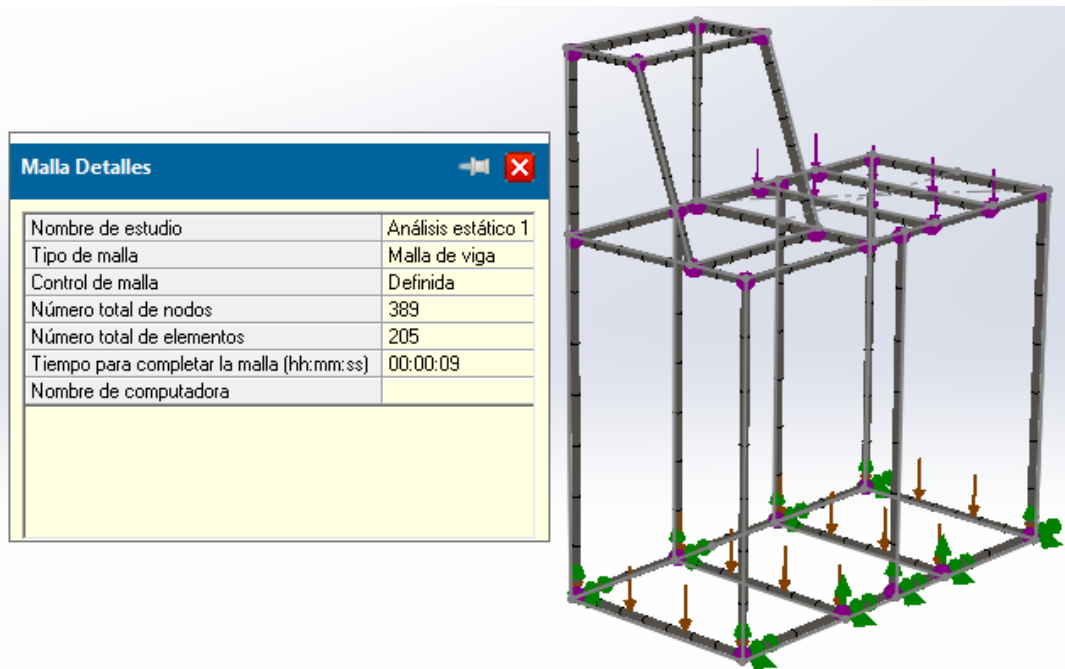 Malla Detalles
Nombre de estudio Análisis estático 1
Tipo de malla Malla de viga
Control de malla Definida
Número total de nodos 389
Número total de elementos 205
Tiempo para completar la malla (hh:mm:ss) 00:00:09
Nombre de computadora